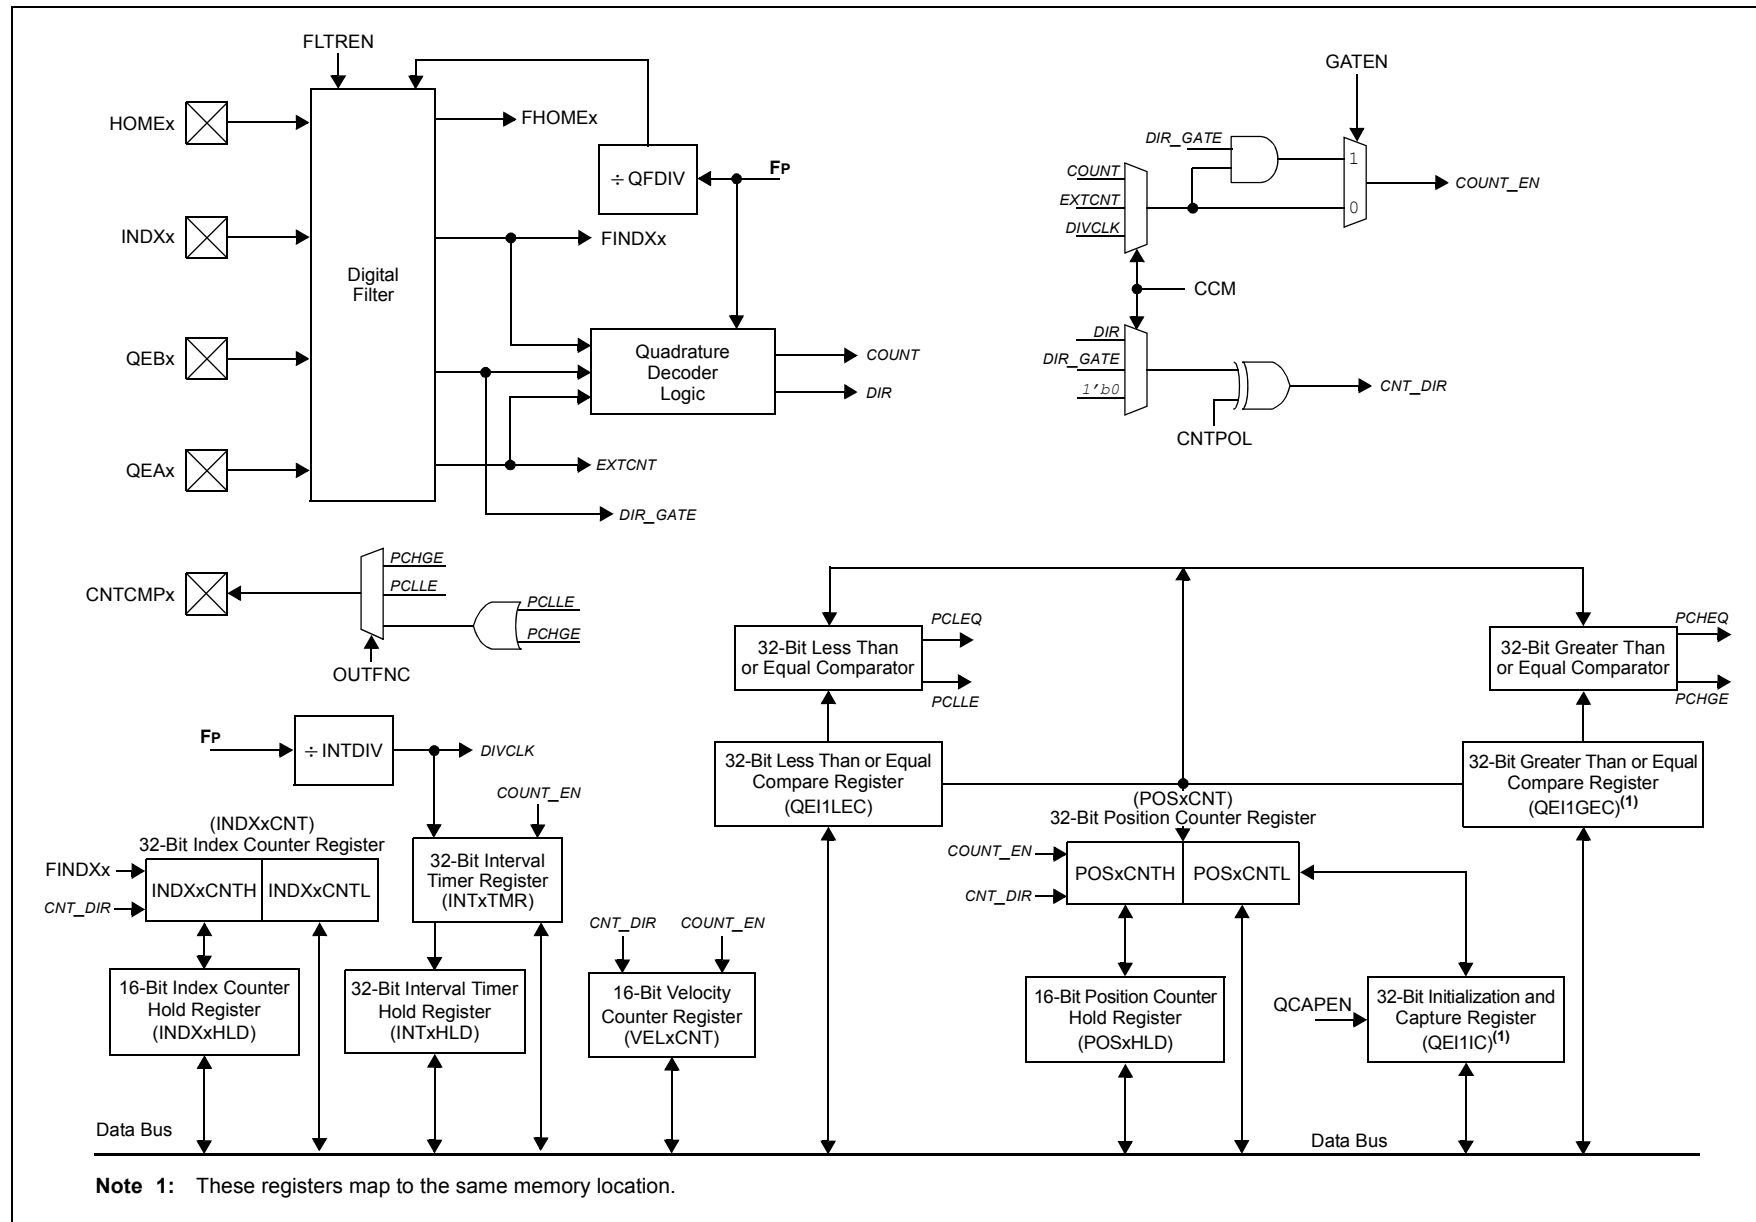 FLTREN
HOMEx
INDXx
QEBx
QEAx
Digital
Filter
FHOMEx
÷ QFDIV
FP
FINDXx
Quadrature
Decoder
Logic
COUNT
DIR
EXTCNT
DIR_GATE
GATEN
DIR_GATE
COUNT
EXTCNT
DIVCLK
1
0
COUNT_EN
CCM
DIR
DIR_GATE
1'b0
CNTPOL
CNT_DIR
CNTCMPx
PCHGE
PCLLE
PCLLE
PCHGE
OUTFNC
32-Bit Less Than
or Equal Comparator
PCLEQ
PCLLE
32-Bit Greater Than
or Equal Comparator
PCHEQ
PCHGE
FP
÷ INTDIV
DIVCLK
COUNT_EN
32-Bit Less Than or Equal
Compare Register
(QEI1LEC)
(POSxCNT)
32-Bit Position Counter Register
32-Bit Greater Than or Equal
Compare Register
(QEI1GEC)(1)
(INDXxCNT)
32-Bit Index Counter Register
FINDXx
CNT_DIR
INDXxCNTH
INDXxCNTL
32-Bit Interval
Timer Register
(INTxTMR)
COUNT_EN
CNT_DIR
POSxCNTH
POSxCNTL
CNT_DIR
COUNT_EN
16-Bit Index Counter
Hold Register
(INDXxHLD)
32-Bit Interval Timer
Hold Register
(INTxHLD)
16-Bit Velocity
Counter Register
(VELxCNT)
16-Bit Position Counter
Hold Register
(POSxHLD)
QCAPEN
32-Bit Initialization and
Capture Register
(QEI1IC)(1)
Data Bus
Data Bus
Note 1: These registers map to the same memory location.